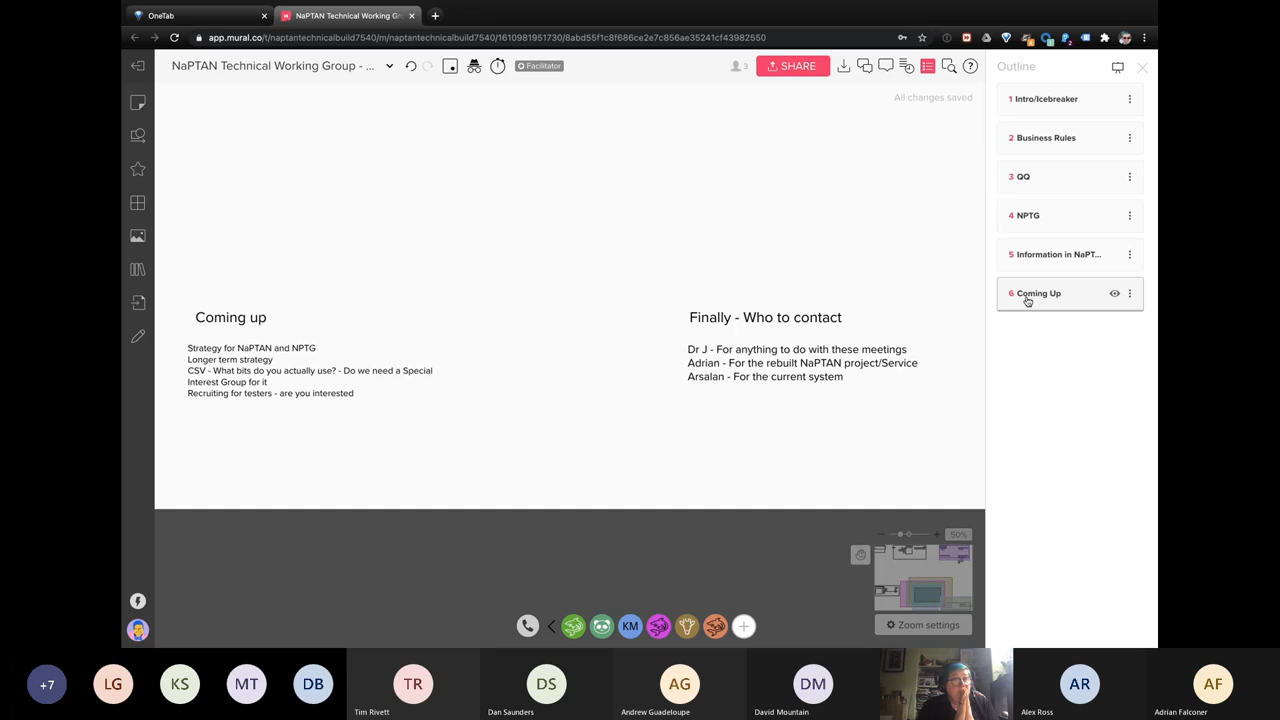 OneTab
NaPTAN Technical Working Gr
app.mural.co/t/naptantechnicalbuild7540/m/naptantechnicalbuild7540/1610981951730/8abd55f1c8f686ce2e7c856ae35241cf43982550
NaPTAN Technical Working Group - ...
Facilitator
3
SHARE
?
Outline
All changes saved
1 Intro/Icebreaker
2 Business Rules
3 QQ
4 NPTG
5 Information in NaPT...
6 Coming Up
Coming up
Strategy for NaPTAN and NPTG
Longer term strategy
CSV - What bits do you actually use? - Do we need a Special
Interest Group for it
Recruiting for testers - are you interested
Finally - Who to contact
Dr J - For anything to do with these meetings
Adrian - For the rebuilt NaPTAN project/Service
Arsalan - For the current system
50%
Zoom settings
KM
+7
LG
KS
MT
DB
TR
Tim Rivett
DS
Dan Saunders
AG
Andrew Guadeloupe
DM
David Mountain
AR
Alex Ross
AF
Adrian Falconer